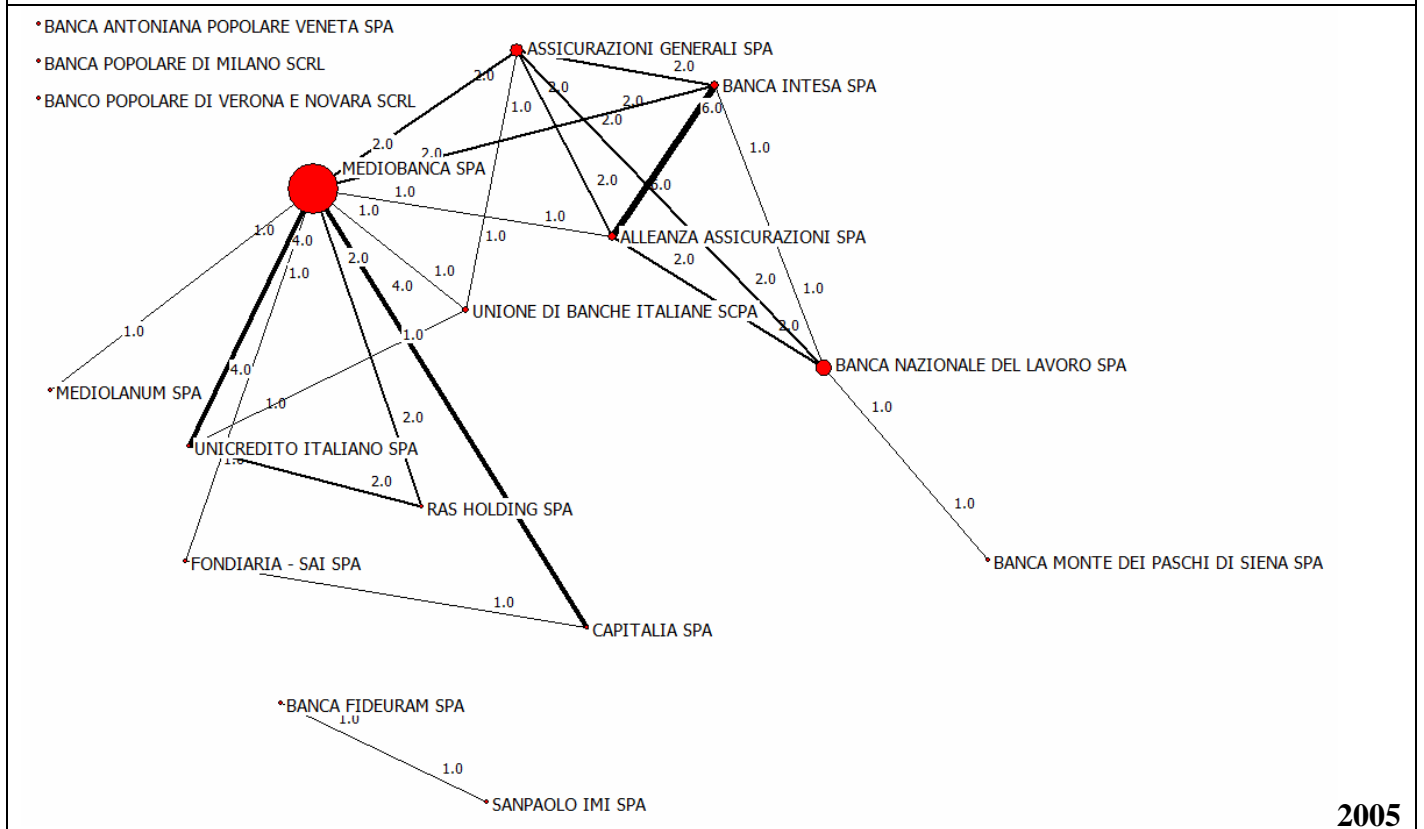 BANCA ANTONIANA POPOLARE VENETA SPA
ASSICURAZIONI GENERALI SPA
BANCA POPOLARE DI MILANO SCRL
2.0
2.0
BANCA INTESA SPA
2.0
BANCO POPOLARE DI VERONA E NOVARA SCRL
1.0
2.0
6.0
2.0
2.0
2.0
1.0
MEDIOBANCA SPA
2.0
6.0
1.0
1.0
1.0
ALLEANZA ASSICURAZIONI SPA
1.0
4.0
1.0
2.0
2.0
1.0
1.0
4.0
2.0
1.0
UNIONE DI BANCHE ITALIANE SCPA
2.0
1.0
1.0
4.0
BANCA NAZIONALE DEL LAVORO SPA
MEDIOLANUM SPA
1.0
1.0
2.0
UNICREDITO ITALIANO SPA
1.0
2.0
1.0
RAS HOLDING SPA
FONDIARIA - SAI SPA
BANCA MONTE DEI PASCHI DI SIENA SPA
1.0
CAPITALIA SPA
BANCA FIDEURAM SPA
1.0
1.0
SANPAOLO IMI SPA
2005